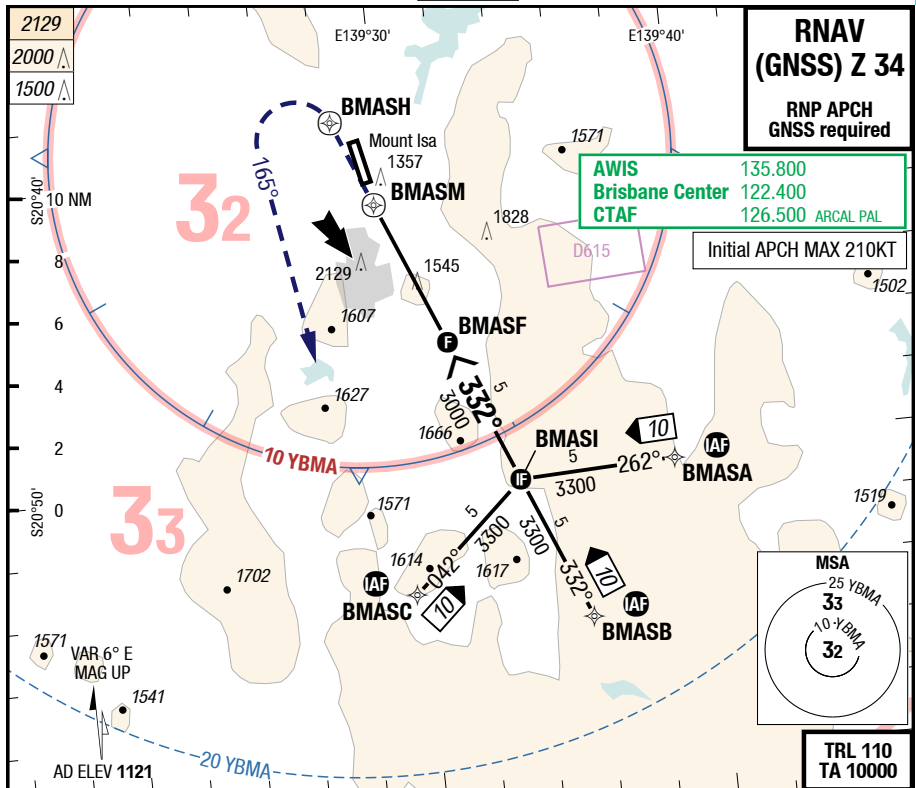 2129
2000
1500
E139°30'
E139°40'
RNAV
(GNSS) Z 34
RNP APCH
GNSS required
BMASH
Mount Isa
1357
1571
AWIS 135.800
Brisbane Center 122.400
CTAF 126.500 ARCAL PAL
Initial APCH MAX 210KT
165°
S20°40'
10 NM
32
BMASM
1828
D615
1502
8
2129
1545
6
1607
BMASF
4
1627
332°
5
3000
2
1666
BMASI
10
IAF
10 YBMA
5
262°
BMASA
3300
F
IF
S20°50'
0
33
1571
5
3300
5
3300
1519
1614
1617
042°
332°
IAF
BMASC
10
10
IAF
BMASB
1702
MSA
25 YBMA
33
10 YBMA
32
1571
VAR 6° E
MAG UP
1541
20 YBMA
AD ELEV 1121
TRL 110
TA 10000